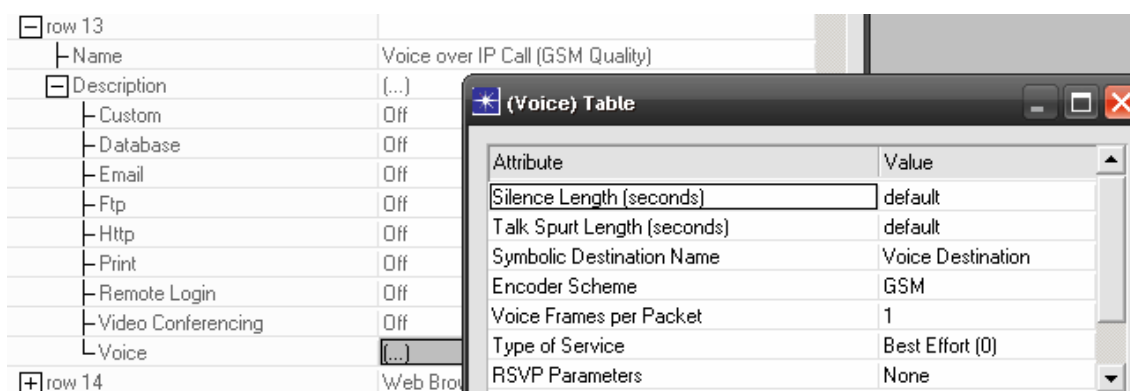 row 13
Name Voice over IP Call (GSM Quality)
Description (...)
Custom Off
Database Off
Email Off
Ftp Off
Http Off
Print Off
Remote Login Off
Video Conferencing Off
Voice (...)
row 14 Web Brou
(Voice) Table
Attribute Value
Silence Length (seconds) default
Talk Spurt Length (seconds) default
Symbolic Destination Name Voice Destination
Encoder Scheme GSM
Voice Frames per Packet 1
Type of Service Best Effort (0)
RSVP Parameters None